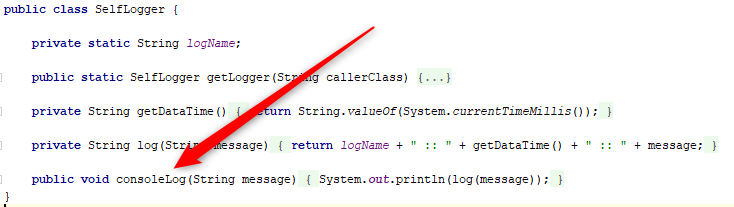 public class SelfLogger {
private static String logName;
public static SelfLogger getLogger(String callerClass) {...}
private String getDataTime() { return String.valueOf(System.currentTimeMillis()); }
private String log(String message) { return logName + " :: " + getDataTime() + " :: " + message; }
public void consoleLog(String message) { System.out.println(log(message)); }
}